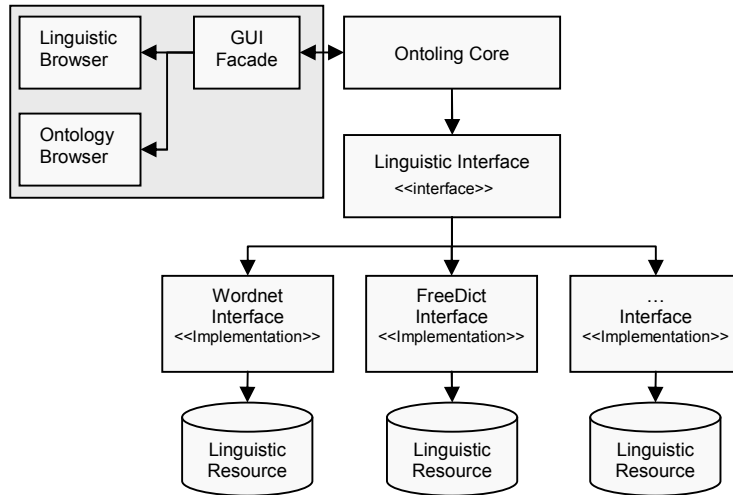 Linguistic
Browser
GUI
Facade
Ontoling Core
Ontology
Browser
Linguistic Interface
<<interface>>
Wordnet
Interface
<<Implementation>>
FreeDict
Interface
<<Implementation>>
...
Interface
<<Implementation>>
Linguistic
Resource
Linguistic
Resource
Linguistic
Resource